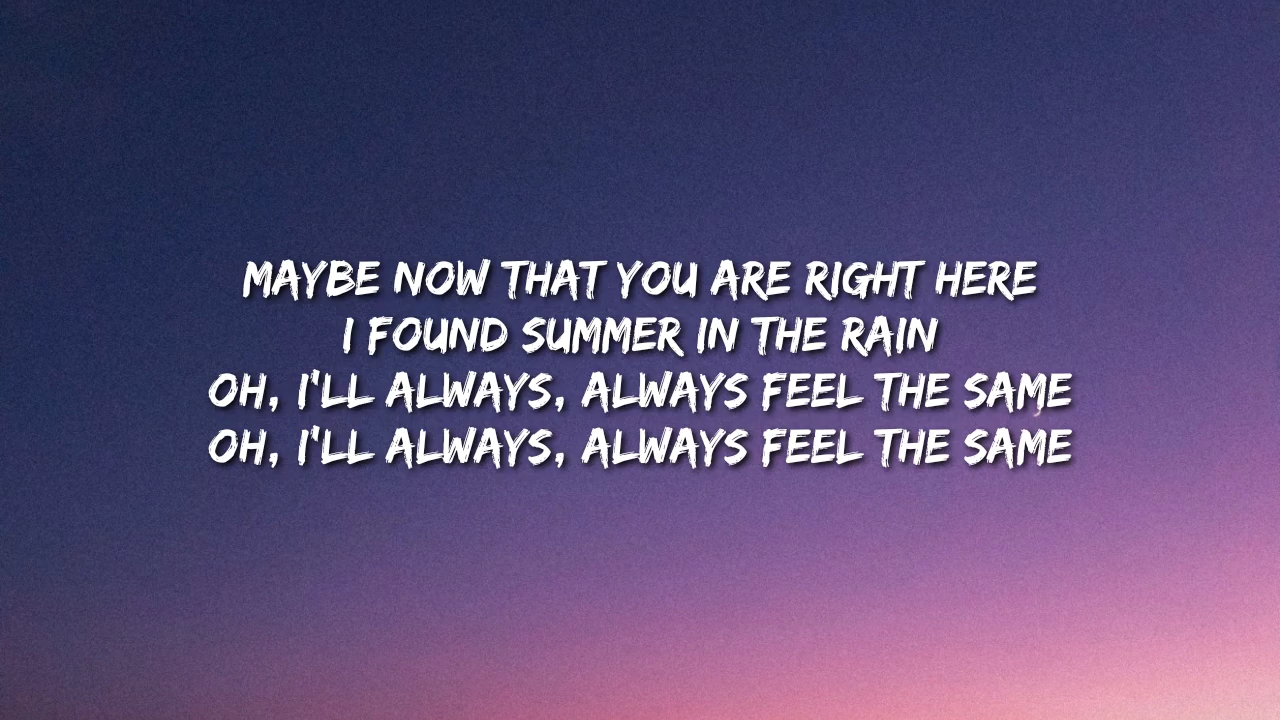 MAYBE NOW THAT YOU ARE RIGHT HERE
I FOUND SUMMER IN THE RAIN
OH, I'LL ALWAYS, ALWAYS FEEL THE SAME
OH, I'LL ALWAYS, ALWAYS FEEL THE SAME